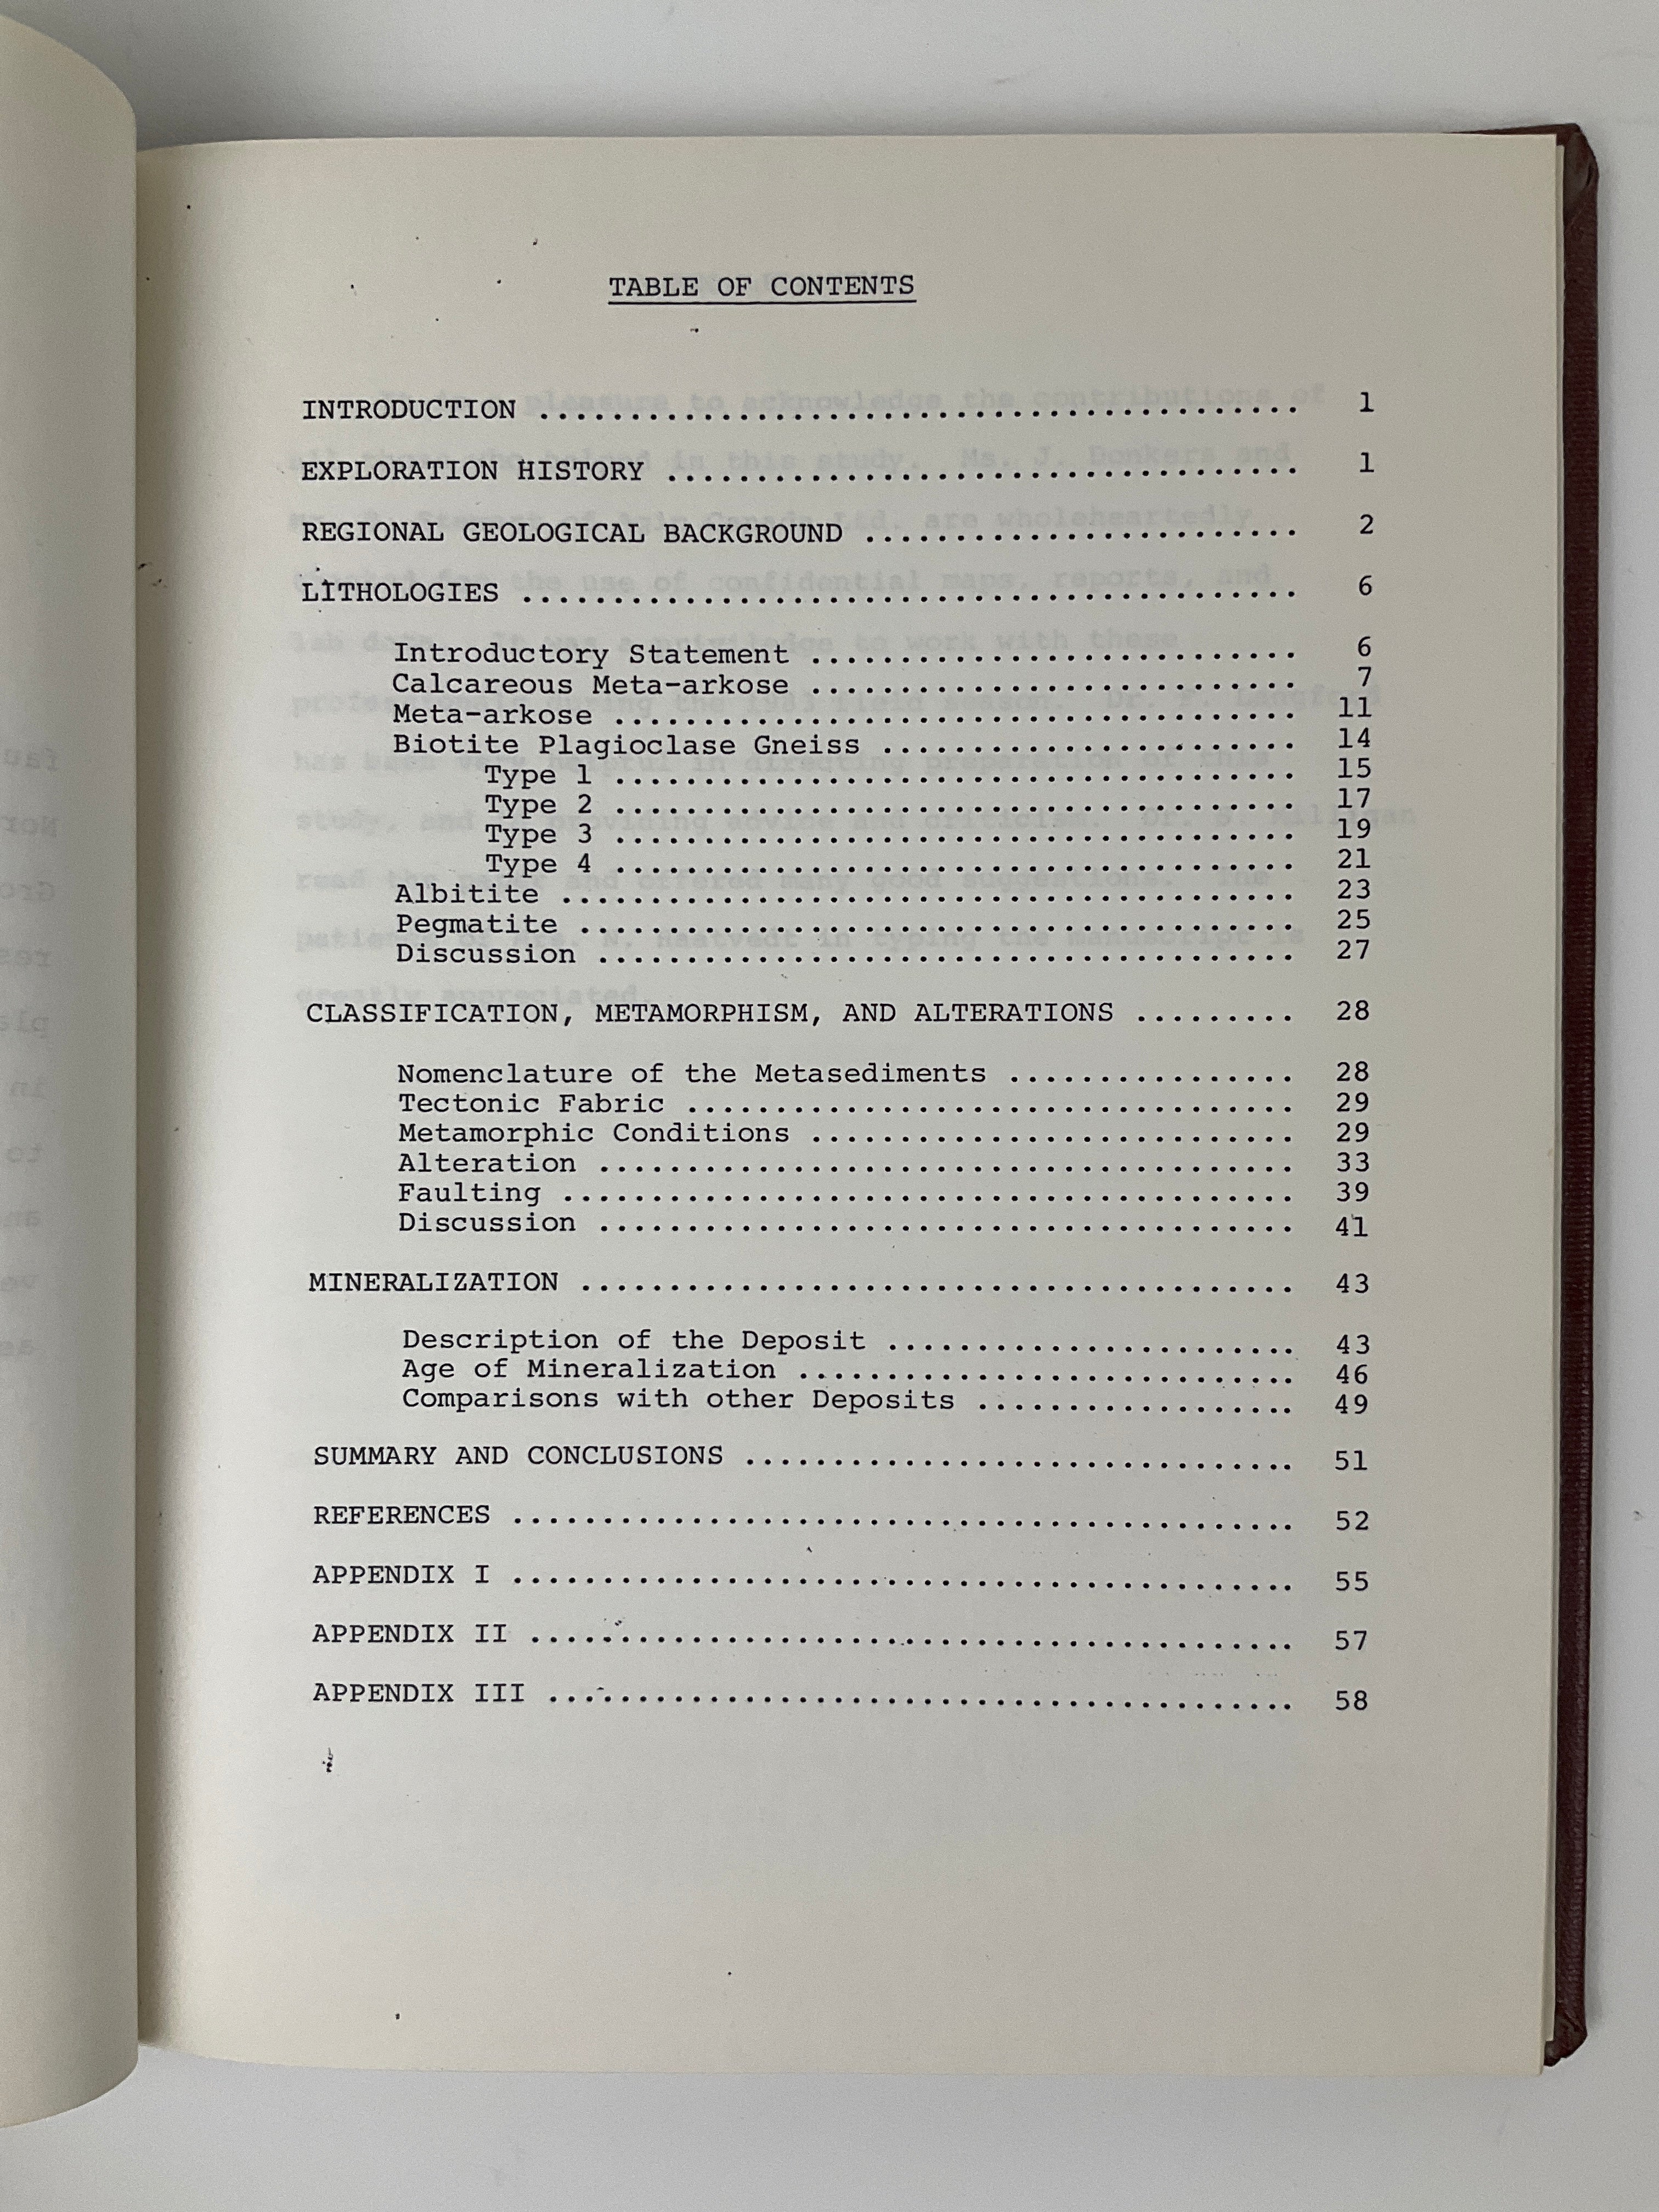 TABLE OF CONTENTS
INTRODUCTION .......................................... 1
EXPLORATION HISTORY ................................... 1
REGIONAL GEOLOGICAL BACKGROUND ........................ 2
LITHOLOGIES ........................................... 6
Introductory Statement ........................... 6
Calcareous Meta-arkose ........................... 7
Meta-arkose ...................................... 11
Biotite Plagioclase Gneiss ....................... 14
Type 1 ...................................... 15
Type 2 ...................................... 17
Type 3 ...................................... 19
Type 4 ...................................... 21
Albitite ......................................... 23
Pegmatite ........................................ 25
Discussion ....................................... 27
CLASSIFICATION, METAMORPHISM, AND ALTERATIONS ......... 28
Nomenclature of the Metasediments ................ 28
Tectonic Fabric .................................. 29
Metamorphic Conditions ........................... 29
Alteration ....................................... 33
Faulting ......................................... 39
Discussion ....................................... 41
MINERALIZATION ........................................ 43
Description of the Deposit ....................... 43
Age of Mineralization ............................ 46
Comparisons with other Deposits .................. 49
SUMMARY AND CONCLUSIONS ............................... 51
REFERENCES ............................................ 52
APPENDIX I ............................................ 55
APPENDIX II ........................................... 57
APPENDIX III .......................................... 58